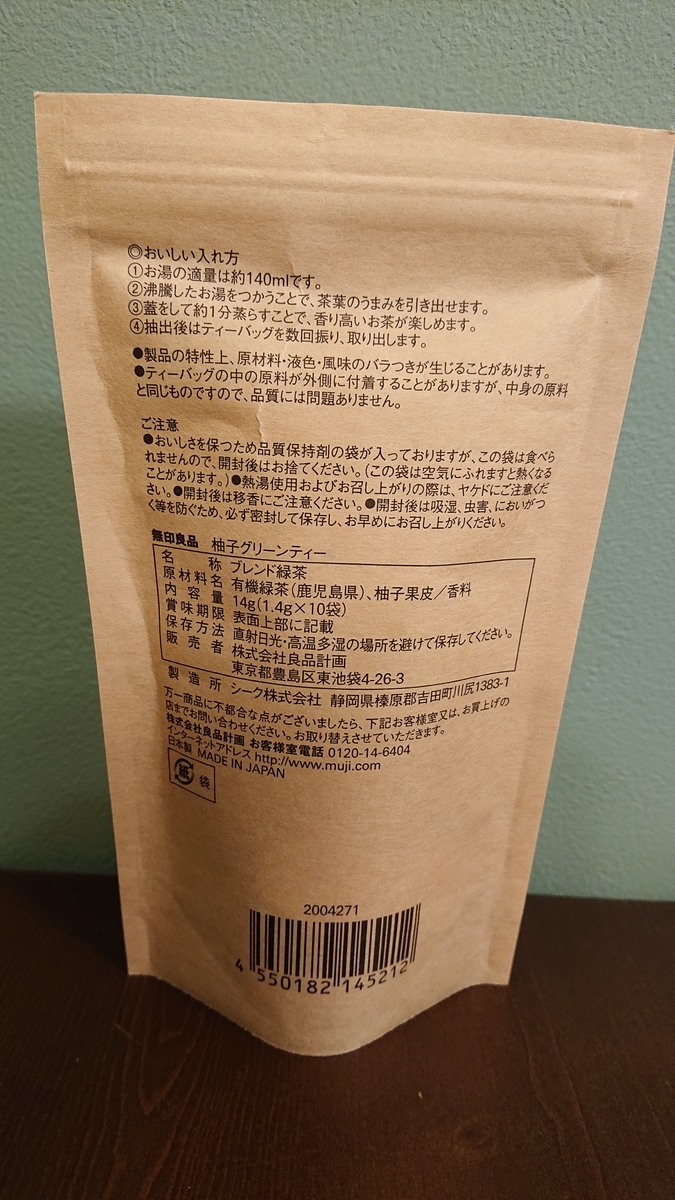 ◎おいしい入れ方
①お湯の適量は約140mlです。
②沸騰したお湯をつかうことで、茶葉のうまみを引き出せます。
③蓋をして約1分蒸らすことで、香り高いお茶が楽しめます。
④抽出後はティーバッグを数回振り、取り出します。
●製品の特性上、原材料・液色・風味のバラつきが生じることがあります。
●ティーバッグの中の原料が外側に付着することがありますが、中身の原料
と同じものですので、品質には問題ありません。
ご注意
●おいしさを保つため品質保持剤の袋が入っておりますが、この袋は食べら
れませんので、開封後はお捨てください。(この袋は空気にふれますと熱くなる
ことがあります。)●熱湯使用およびお召し上がりの際は、ヤケドにご注意くだ
さい。●開封後は移香にご注意ください。●開封後は吸湿、虫害、においがつ
く等を防ぐため、必ず密封して保存し、お早めにお召し上がりください。
無印良品 柚子グリーンティー
名称 ブレンド緑茶
原材料名 有機緑茶(鹿児島県)、柚子果皮/香料
内容量 14g(1.4g×10袋)
賞味期限 表面上部に記載
保存方法 直射日光・高温多湿の場所を避けて保存してください。
販売者 株式会社良品計画
東京都豊島区東池袋4-26-3
製造所 シーク株式会社 静岡県榛原郡吉田町川尻1383-1
万一商品に不都合な点がございましたら、下記お客様室又は、お買上げの
店までお問い合わせください。お取り替えさせていただきます。
株式会社良品計画 お客様室電話 0120-14-6404
インターネットアドレス http://www.muji.com
日本製 MADE IN JAPAN
紙 袋
2004271
4 550182 145212